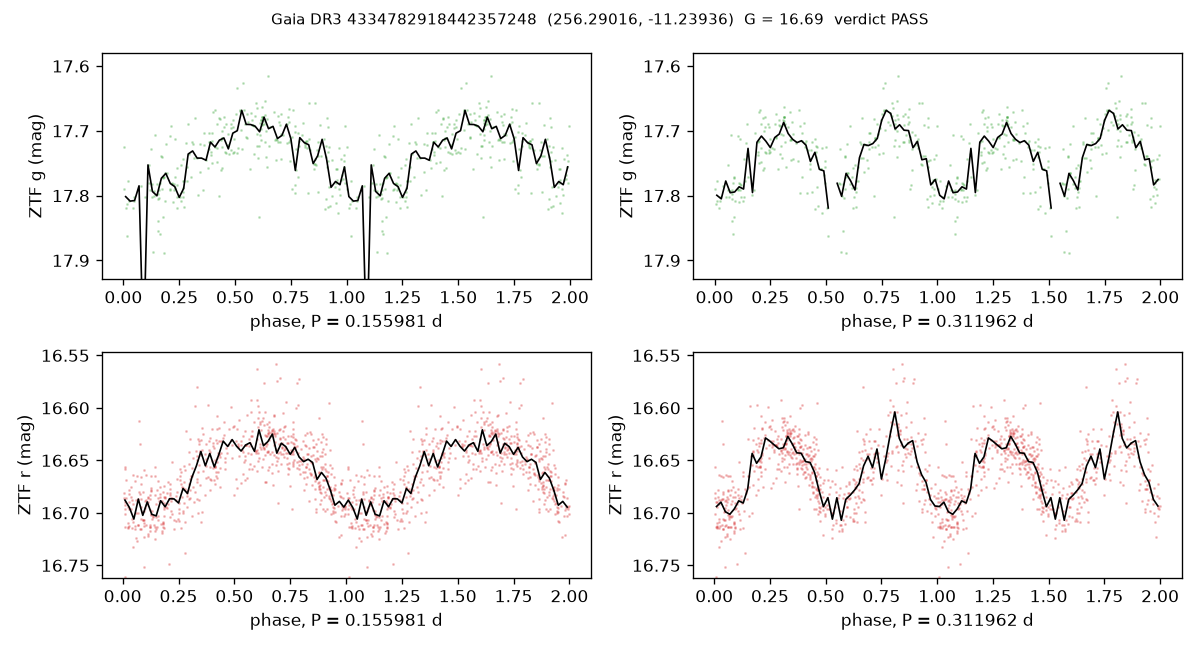 Gaia DR3 4334782918442357248  (256.29016, -11.23936)  G = 16.69  verdict PASS
ZTF g (mag)
17.6
17.7
17.8
17.9
0.00 0.25 0.50 0.75 1.00 1.25 1.50 1.75 2.00
phase, P = 0.155981 d
ZTF g (mag)
17.6
17.7
17.8
17.9
0.00 0.25 0.50 0.75 1.00 1.25 1.50 1.75 2.00
phase, P = 0.311962 d
ZTF r (mag)
16.55
16.60
16.65
16.70
16.75
0.00 0.25 0.50 0.75 1.00 1.25 1.50 1.75 2.00
phase, P = 0.155981 d
ZTF r (mag)
16.55
16.60
16.65
16.70
16.75
0.00 0.25 0.50 0.75 1.00 1.25 1.50 1.75 2.00
phase, P = 0.311962 d